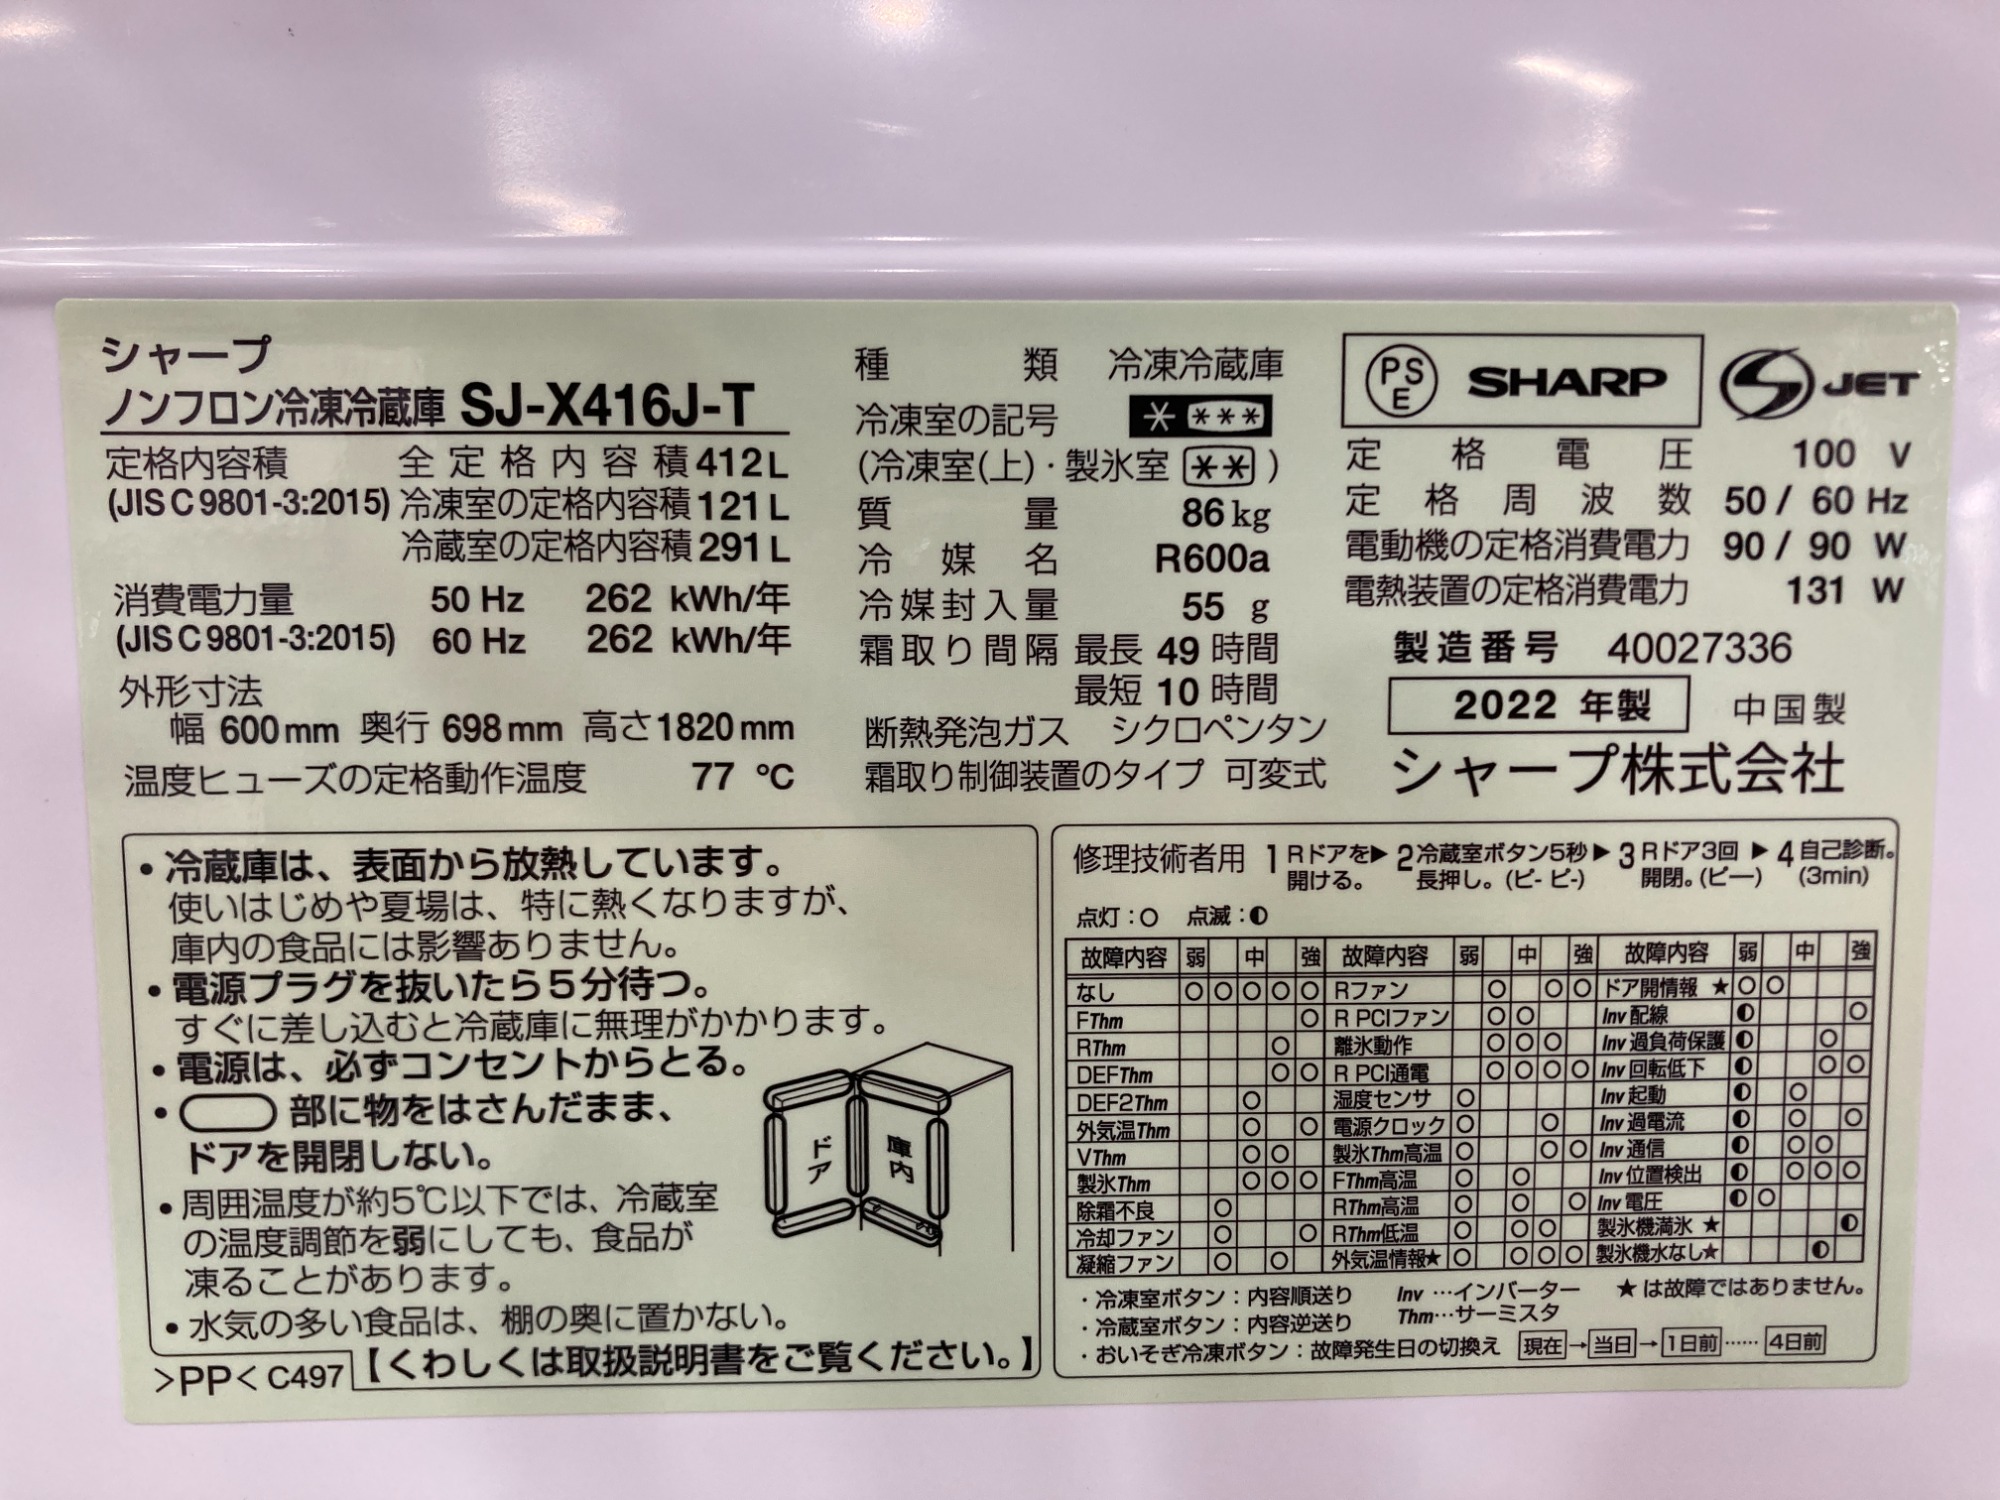 シャープ
ノンフロン冷凍冷蔵庫 SJ-X416J-T
定格内容積 全定格内容積 412L
(JIS C 9801-3:2015) 冷凍室の定格内容積 121L
冷蔵室の定格内容積 291L
消費電力量 50 Hz 262 kWh/年
(JIS C 9801-3:2015) 60 Hz 262 kWh/年
外形寸法
幅 600mm 奥行 698mm 高さ1820mm
温度ヒューズの定格動作温度 77 ℃
種類 冷凍冷蔵庫
冷凍室の記号 * ***
(冷凍室(上)・製氷室 ** )
質量 86kg
冷媒名 R600a
冷媒封入量 55 g
霜取り間隔 最長 49 時間
最短 10 時間
断熱発泡ガス シクロペンタン
霜取り制御装置のタイプ 可変式
PSE SHARP S-JET
定格電圧 100 V
定格周波数 50 / 60 Hz
電動機の定格消費電力 90 / 90 W
電熱装置の定格消費電力 131 W
製造番号 40027336
2022 年製 中国製
シャープ株式会社
・冷蔵庫は、表面から放熱しています。
使いはじめや夏場は、特に熱くなりますが、
庫内の食品には影響ありません。
・電源プラグを抜いたら5分待つ。
すぐに差し込むと冷蔵庫に無理がかかります。
・電源は、必ずコンセントからとる。
・ 部に物をはさんだまま、
ドアを開閉しない。
ドア 庫内
・周囲温度が約5℃以下では、冷蔵室
の温度調節を弱にしても、食品が
凍ることがあります。
・水気の多い食品は、棚の奥に置かない。
>PP< C497 【くわしくは取扱説明書をご覧ください。】
修理技術者用 1 Rドアを開ける。▶ 2 冷蔵室ボタン5秒長押し。(ピ- ピ-)▶ 3 Rドア3回開閉。(ピー) ▶ 4 自己診断。(3min)
点灯:○ 点滅:◐
故障内容 弱 中 強 故障内容 弱 中 強 故障内容 弱 中 強
なし ○ ○ ○ ○ ○ Rファン ○ ○ ○ ドア開情報 ★ ○ ○
FThm ○ R PCIファン ○ ○ Inv 配線 ◐ ○
RThm ○ 離氷動作 ○ ○ ○ Inv 過負荷保護 ◐ ○
DEFThm ○ ○ R PCI通電 ○ ○ ○ ○ Inv 回転低下 ◐ ○ ○
DEF2Thm ○ 湿度センサ ○ Inv 起動 ◐ ○
外気温Thm ○ ○ 電源クロック ○ ○ Inv 過電流 ◐ ○ ○
VThm ○ ○ 製氷Thm高温 ○ ○ ○ Inv 通信 ◐ ○ ○
製氷Thm ○ ○ ○ FThm高温 ○ ○ Inv 位置検出 ◐ ○ ○ ○
除霜不良 ○ RThm高温 ○ ○ ○ Inv 電圧 ◐ ○
冷却ファン ○ ○ RThm低温 ○ ○ ○ 製氷機満氷 ★ ◐
凝縮ファン ○ ○ 外気温情報★ ○ ○ ○ ○ 製氷機水なし★ ◐
・冷凍室ボタン:内容順送り Inv …インバーター ★は故障ではありません。
・冷蔵室ボタン:内容逆送り Thm…サーミスタ
・おいそぎ冷凍ボタン:故障発生日の切換え 現在→当日→1日前……4日前